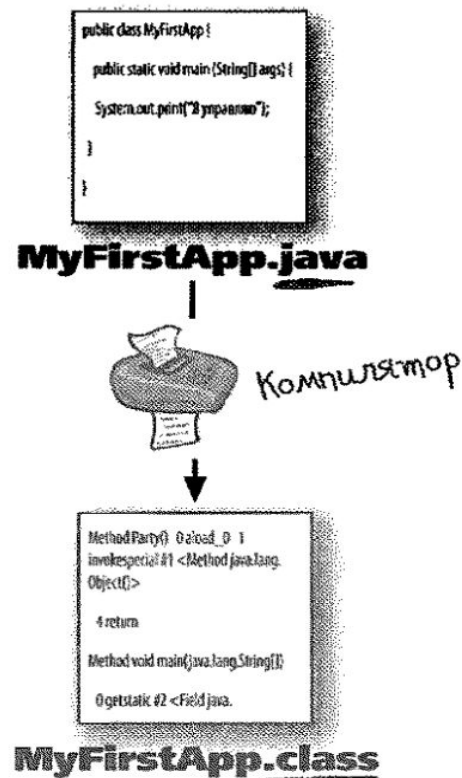 public class MyFirstApp {
public static void main (String[] args) {
System.out.print("Я управляю");
}
}
MyFirstApp.java
Компилятор
Method Party() 0 aload_0 1
invokespecial #1 <Method java.lang.
Object()>
4 return
Method void main(java.lang.String[])
0 getstatic #2 <Field java.
MyFirstApp.class